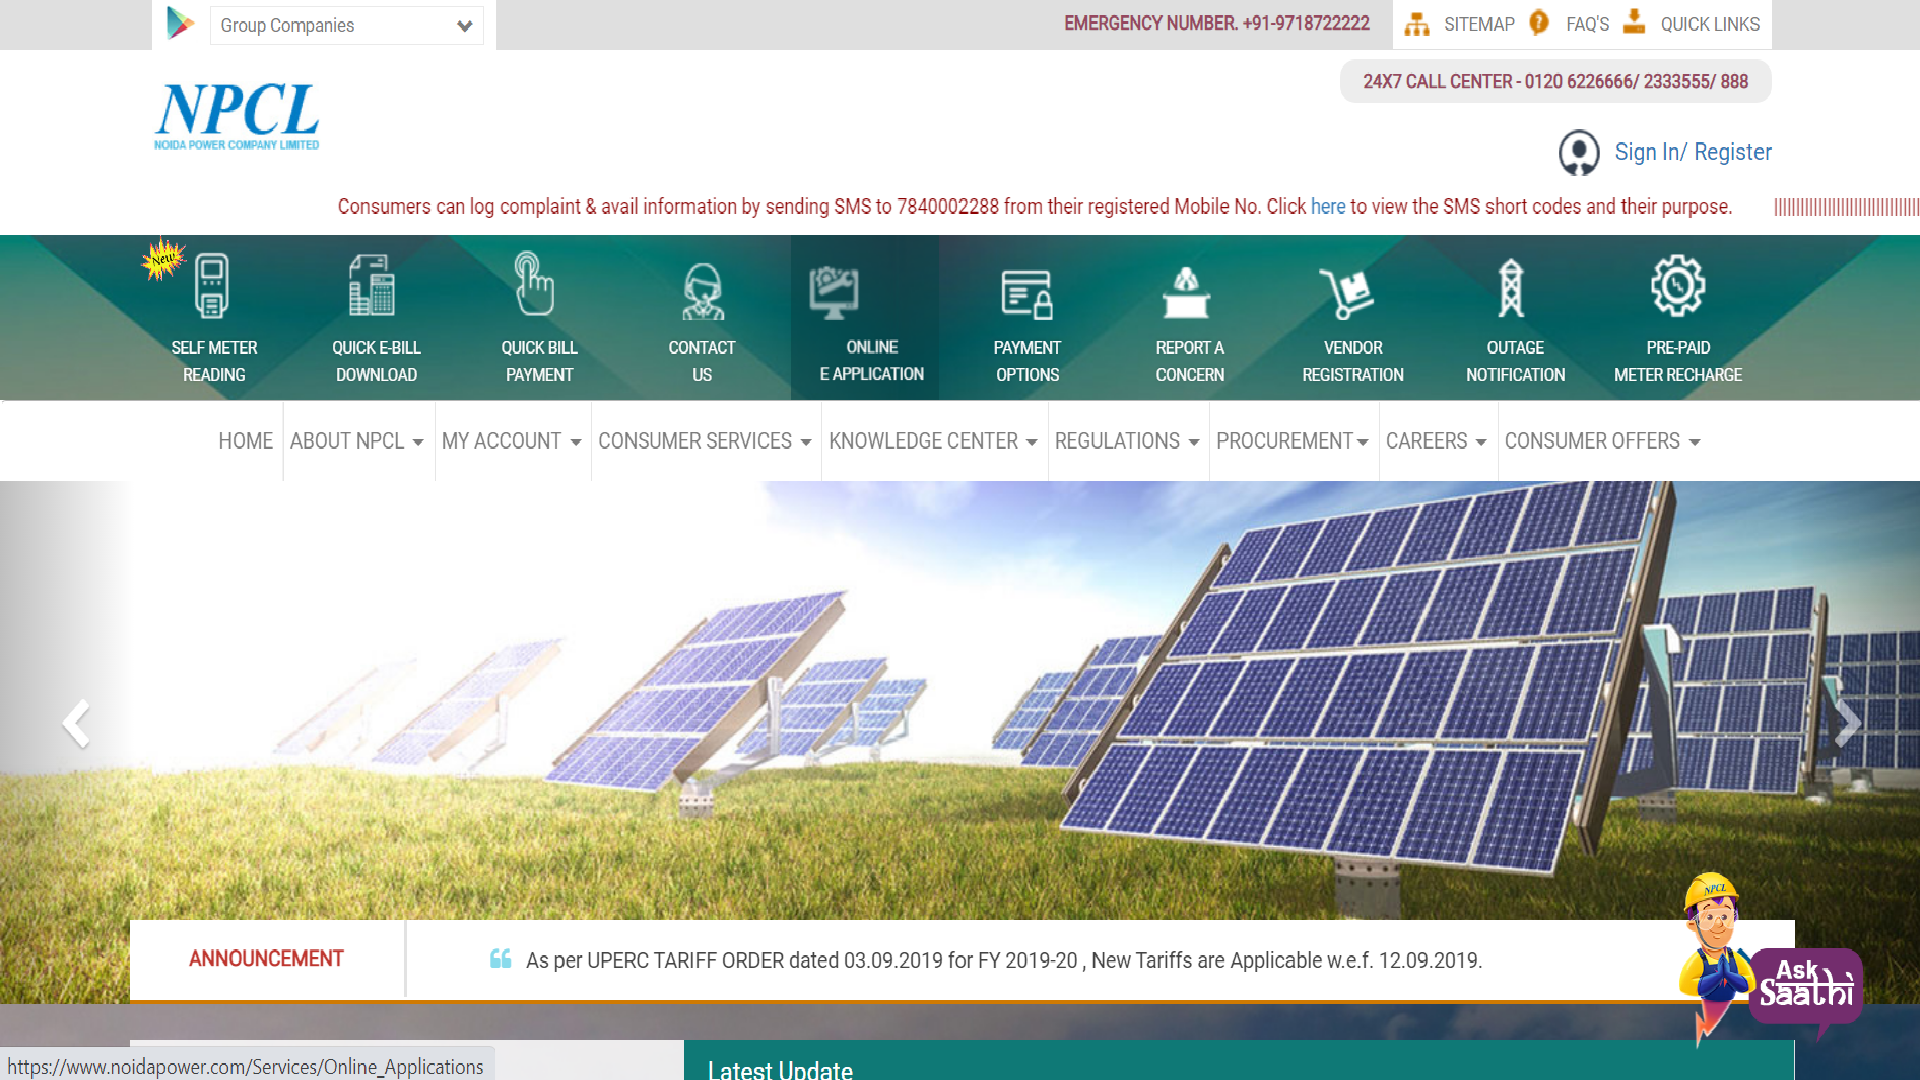 Group Companies
EMERGENCY NUMBER. +91-9718722222
SITEMAP
FAQ'S
QUICK LINKS
24X7 CALL CENTER - 0120 6226666/ 2333555/ 888
NPCL
NOIDA POWER COMPANY LIMITED
Sign In/ Register
Consumers can log complaint & avail information by sending SMS to 7840002288 from their registered Mobile No. Click here to view the SMS short codes and their purpose.
New
SELF METER
READING
QUICK E-BILL
DOWNLOAD
QUICK BILL
PAYMENT
CONTACT
US
ONLINE
E APPLICATION
PAYMENT
OPTIONS
REPORT A
CONCERN
VENDOR
REGISTRATION
OUTAGE
NOTIFICATION
PRE-PAID
METER RECHARGE
HOME
ABOUT NPCL
MY ACCOUNT
CONSUMER SERVICES
KNOWLEDGE CENTER
REGULATIONS
PROCUREMENT
CAREERS
CONSUMER OFFERS
ANNOUNCEMENT
As per UPERC TARIFF ORDER dated 03.09.2019 for FY 2019-20 , New Tariffs are Applicable w.e.f. 12.09.2019.
NPCL
Ask
Saathi
https://www.noidapower.com/Services/Online_Applications
Latest Update